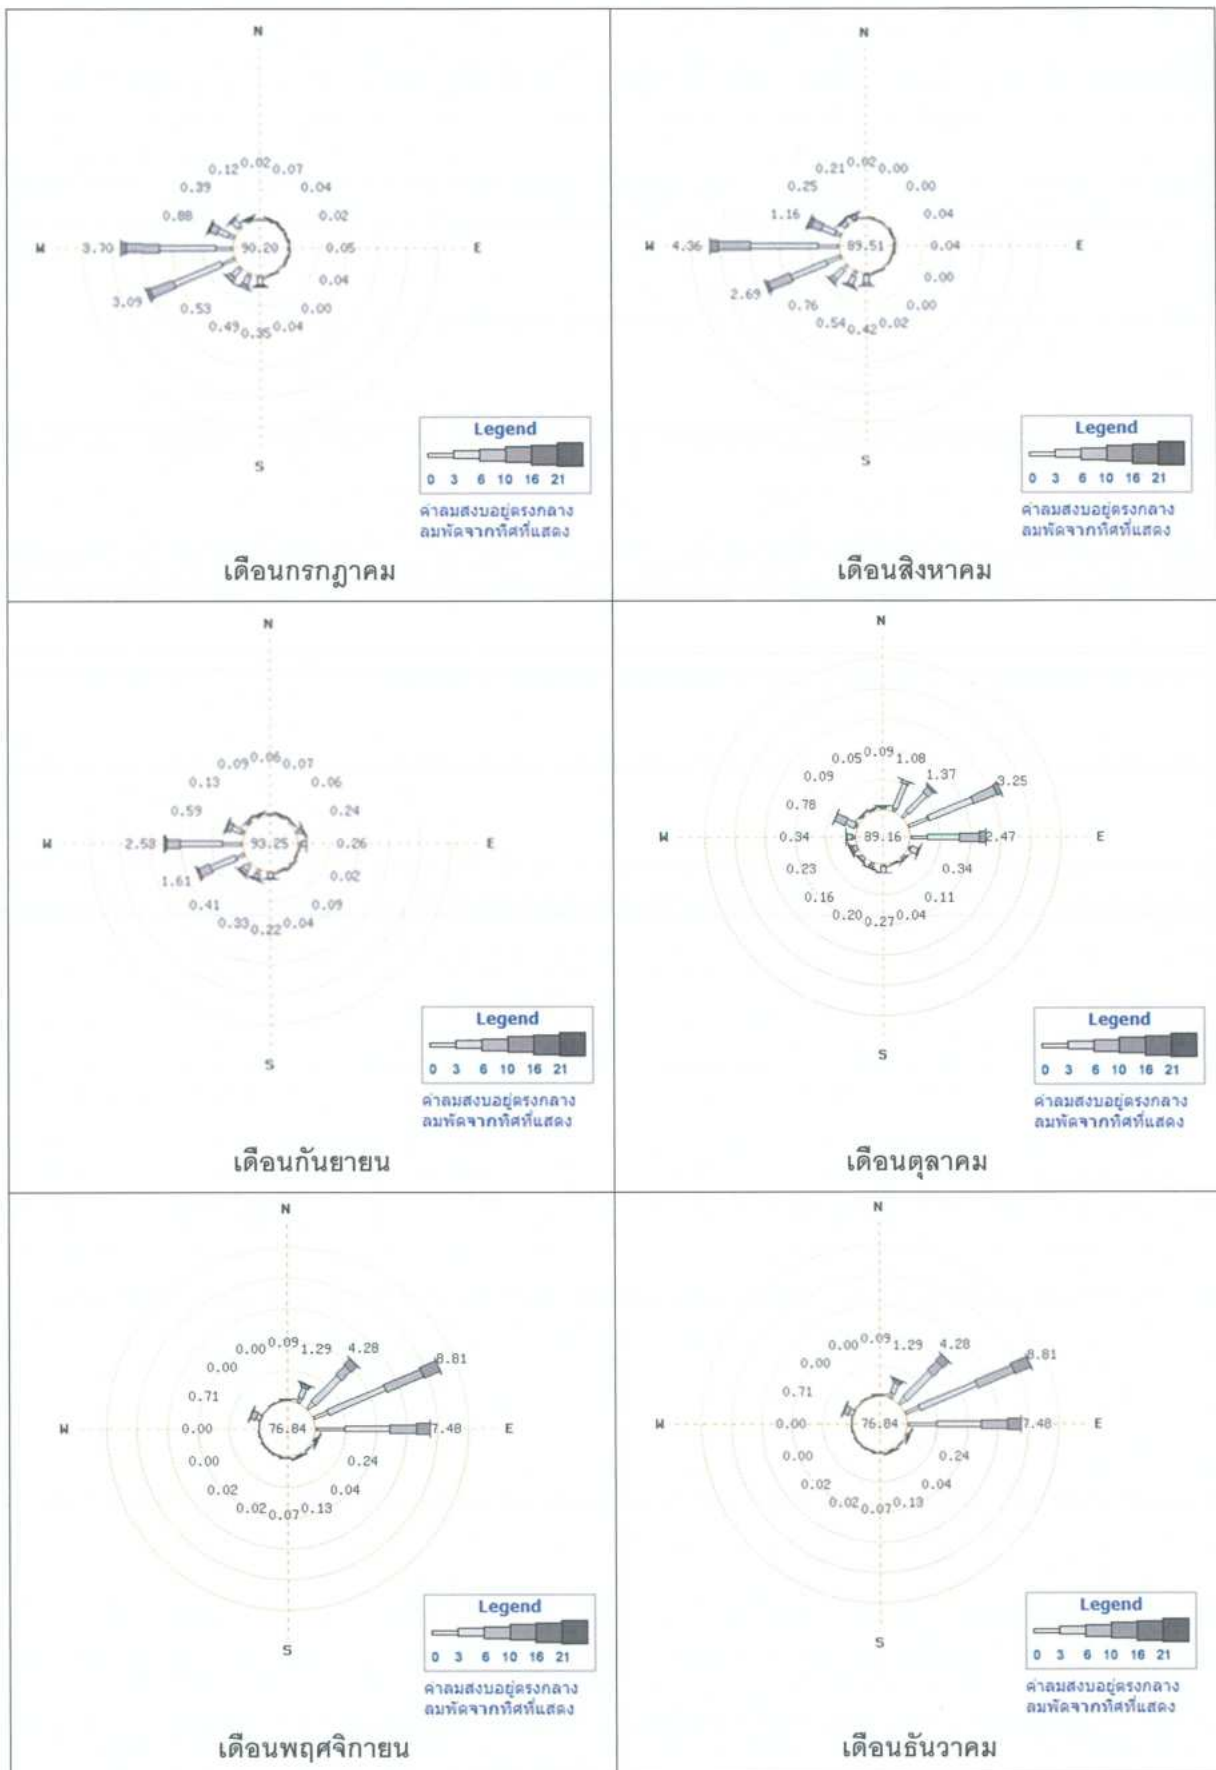 N
0.12 0.02 0.07
0.39 0.04
0.88 0.02
W 3.70 90.20 0.05 E
3.09 0.04
0.53 0.00
0.49 0.35 0.04
S
Legend
0 3 6 10 16 21
ค่าลมสงบอยู่ตรงกลาง
ลมพัดจากทิศที่แสดง
เดือนกรกฎาคม
N
0.21 0.02 0.00
0.25 0.00
1.16 0.04
W 4.36 89.51 0.04 E
2.69 0.00
0.76 0.00
0.54 0.42 0.02
S
Legend
0 3 6 10 16 21
ค่าลมสงบอยู่ตรงกลาง
ลมพัดจากทิศที่แสดง
เดือนสิงหาคม
N
0.09 0.06 0.07
0.13 0.06
0.59 0.24
W 2.53 93.25 0.26 E
1.61 0.02
0.41 0.09
0.33 0.22 0.04
S
Legend
0 3 6 10 16 21
ค่าลมสงบอยู่ตรงกลาง
ลมพัดจากทิศที่แสดง
เดือนกันยายน
N
0.05 0.09 1.08
0.09 1.37
0.78 3.25
W 0.34 89.16 2.47 E
0.23 0.34
0.16 0.11
0.20 0.27 0.04
S
Legend
0 3 6 10 16 21
ค่าลมสงบอยู่ตรงกลาง
ลมพัดจากทิศที่แสดง
เดือนตุลาคม
N
0.00 0.09 1.29 4.28
0.00 8.81
0.71
W 0.00 76.84 7.48 E
0.00 0.24
0.02 0.04
0.02 0.07 0.13
S
Legend
0 3 6 10 16 21
ค่าลมสงบอยู่ตรงกลาง
ลมพัดจากทิศที่แสดง
เดือนพฤศจิกายน
N
0.00 0.09 1.29 4.28
0.00 8.81
0.71
W 0.00 76.84 7.48 E
0.00 0.24
0.02 0.04
0.02 0.07 0.13
S
Legend
0 3 6 10 16 21
ค่าลมสงบอยู่ตรงกลาง
ลมพัดจากทิศที่แสดง
เดือนธันวาคม